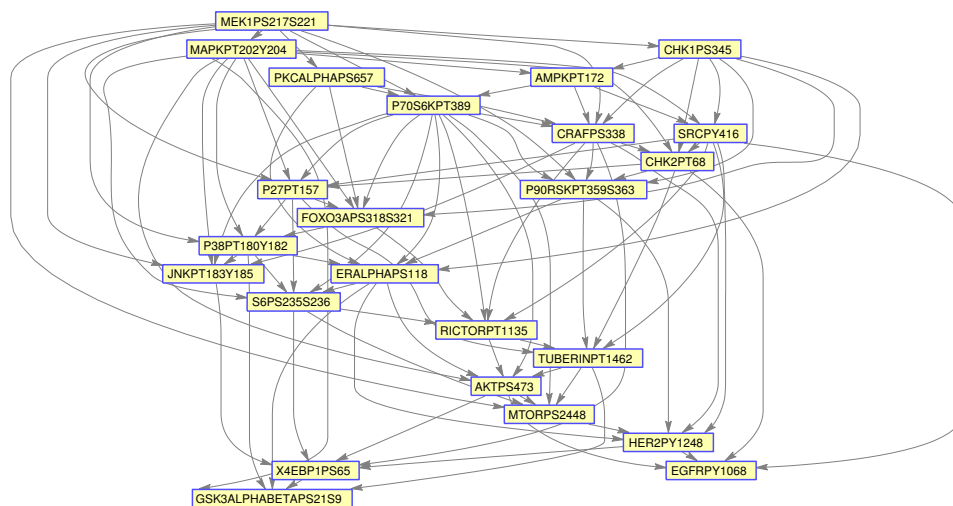 MEK1PS217S221
MAPKPT202Y204
CHK1PS345
PKCALPHAPS657
AMPKPT172
P70S6KPT389
CRAFPS338
SRCPY416
CHK2PT68
P27PT157
P90RSKPT359S363
FOXO3APS318S321
P38PT180Y182
JNKPT183Y185
ERALPHAPS118
S6PS235S236
RICTORPT1135
TUBERINPT1462
AKTPS473
MTORPS2448
HER2PY1248
X4EBP1PS65
EGFRPY1068
GSK3ALPHABETAPS21S9